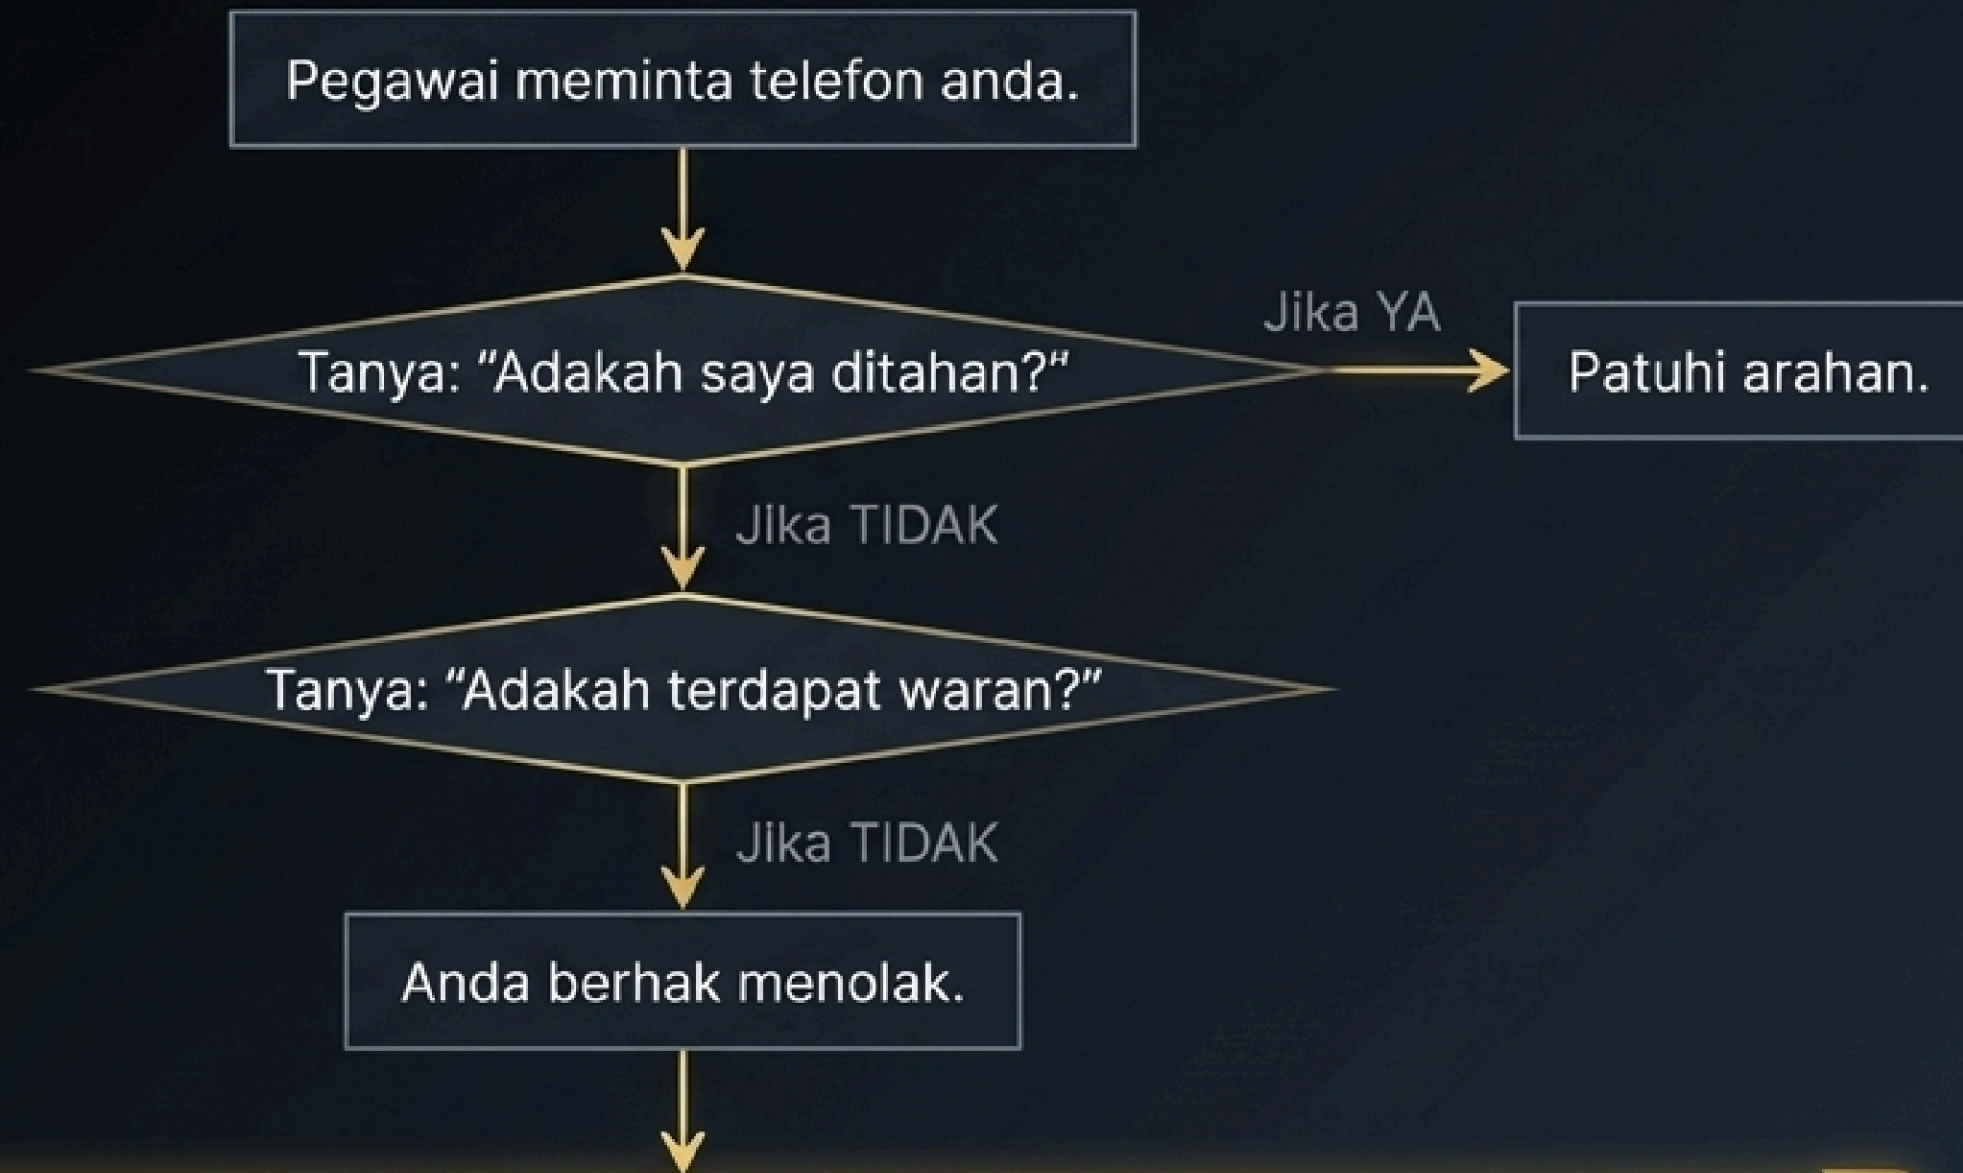 Pegawai meminta telefon anda.
Tanya: “Adakah saya ditahan?“
Jika YA
Patuhi arahan.
Jika TIDAK
Tanya: “Adakah terdapat waran?”
Jika TIDAK
Anda berhak menolak.